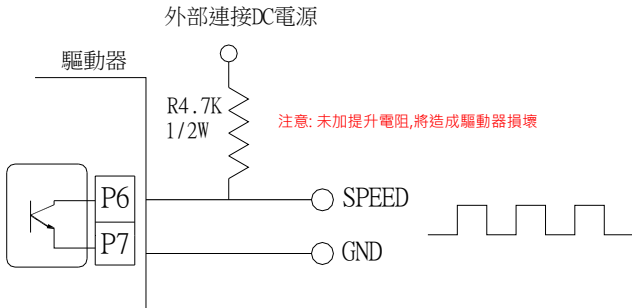 外部連接DC電源
驅動器
R4.7K
1/2W
注意: 未加提升電阻,將造成驅動器損壞
P6
SPEED
P7
GND